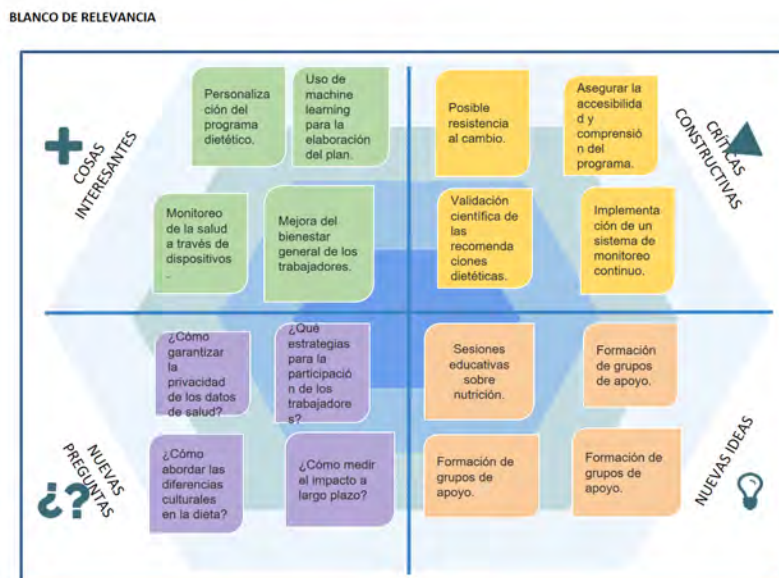 BLANCO DE RELEVANCIA
COSAS
INTERESANTES
Personaliza
ción del
programa
dietético.
Uso de
machine
learning
para la
elaboración
del plan.
Monitoreo
de la salud
a través de
dispositivos
.
Mejora del
bienestar
general de los
trabajadores.
Posible
resistencia
al cambio.
Asegurar la
accesibilida
d y
comprensió
n del
programa.
Validación
científica de
las
recomenda
ciones
dietéticas.
Implementa
ción de un
sistema de
monitoreo
continuo.
CRÍTICAS
CONSTRUCTIVAS
¿Cómo
garantizar
la
privacidad
de los datos
de salud?
¿Qué
estrategias
para la
participació
n de los
trabajadore
s?
¿Cómo
abordar las
diferencias
culturales
en la dieta?
¿Cómo medir
el impacto a
largo plazo?
NUEVAS
PREGUNTAS
¿?
Sesiones
educativas
sobre
nutrición.
Formación
de grupos
de apoyo.
Formación de
grupos de
apoyo.
Formación de
grupos de
apoyo.
NUEVAS IDEAS